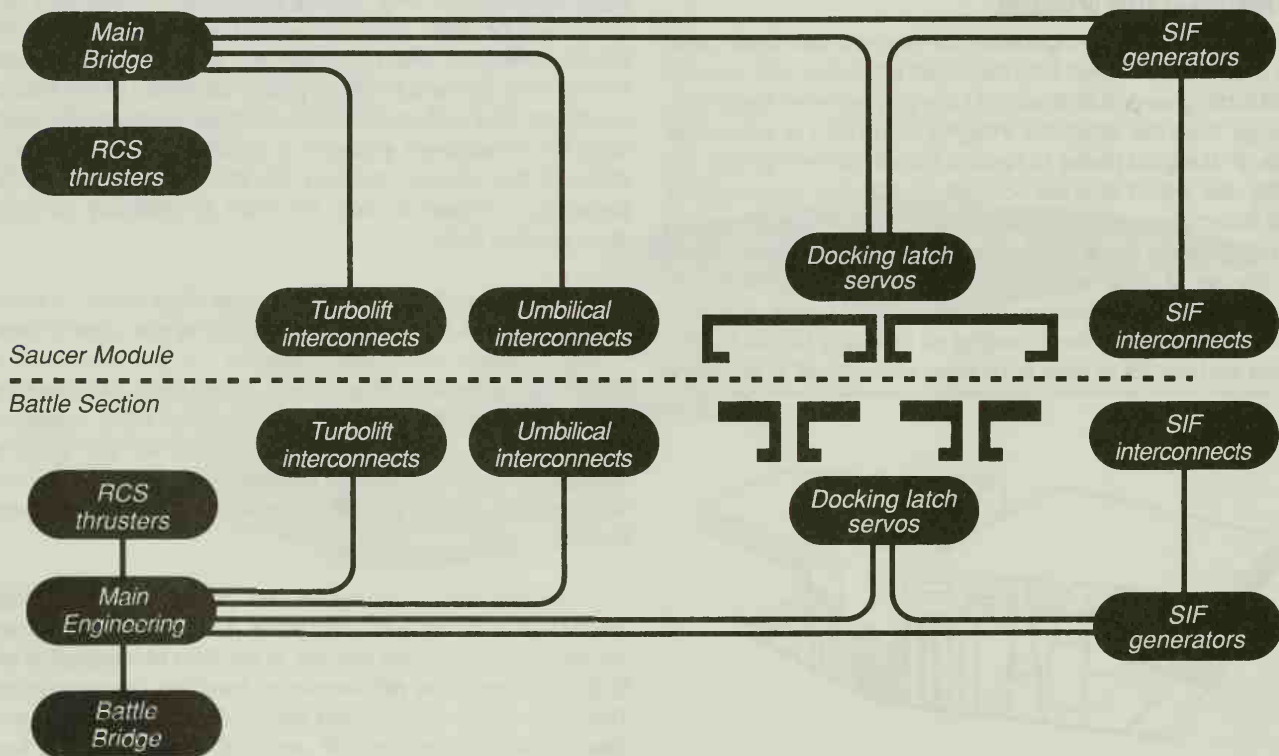 Main
Bridge
SIF
generators
RCS
thrusters
Docking latch
servos
Turbolift
interconnects
Umbilical
interconnects
SIF
interconnects
Saucer Module
Battle Section
Turbolift
interconnects
Umbilical
interconnects
SIF
interconnects
RCS
thrusters
Docking latch
servos
Main
Engineering
SIF
generators
Battle
Bridge